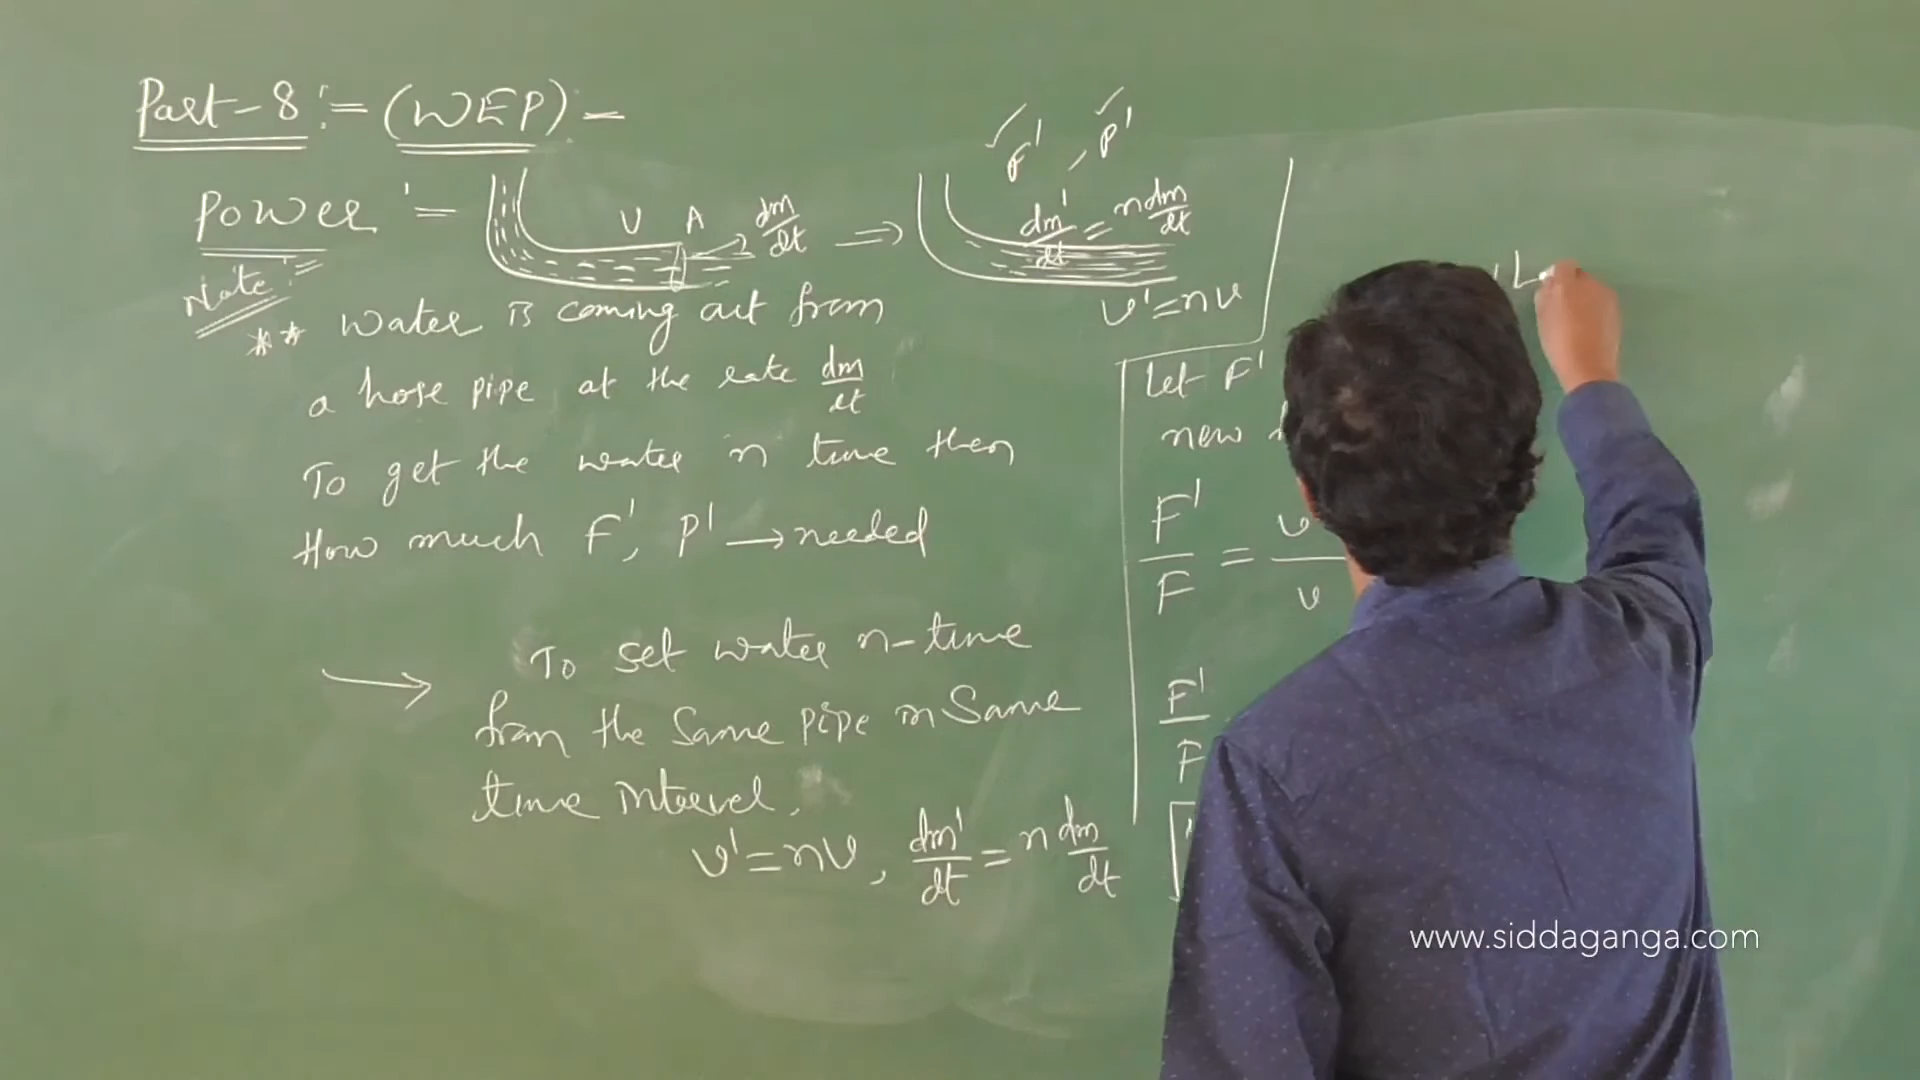 Part-8 :- (WEP) :-
Power :-
Note :-
v A dm/dt ⇒
F', P'
dm'/dt = n dm/dt
v' = nv
** Water is coming out from
a hose pipe at the rate dm/dt
To get the water n time then
How much F', P' → needed
→ To get water n-time
from the same pipe in same
time interval.
v' = nv, dm'/dt = n dm/dt
Let F'
new
F'/F = v / v
F'/F
L
www.siddaganga.com